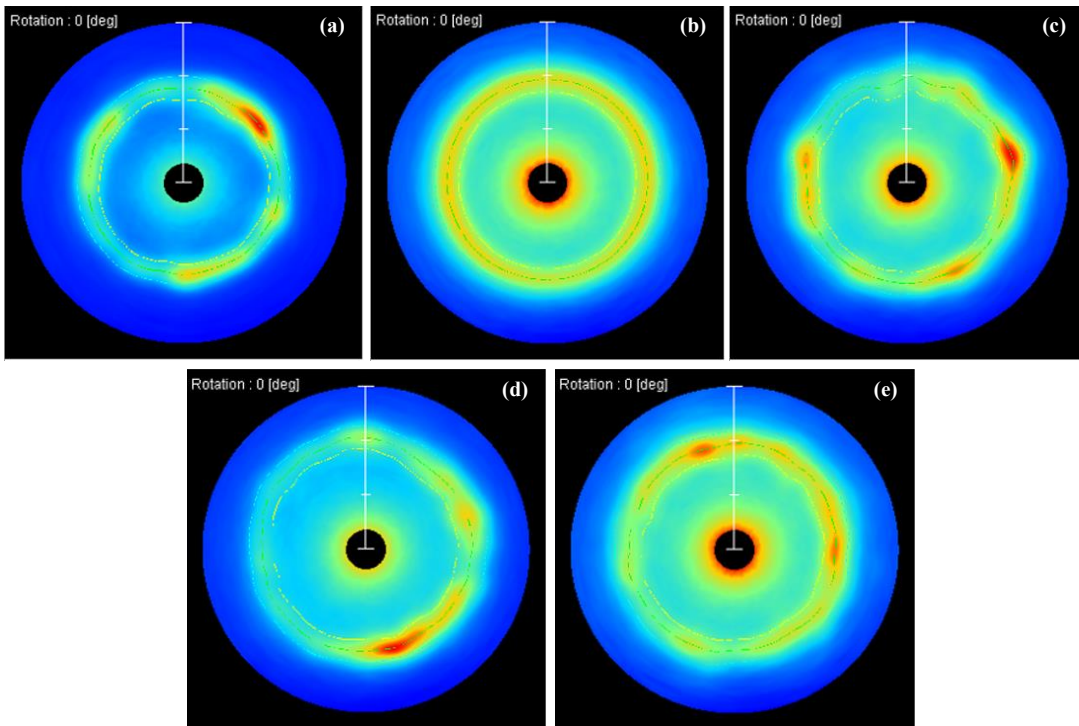 Rotation : 0 [deg] (a)
Rotation : 0 [deg] (b)
Rotation : 0 [deg] (c)
Rotation : 0 [deg] (d)
Rotation : 0 [deg] (e)